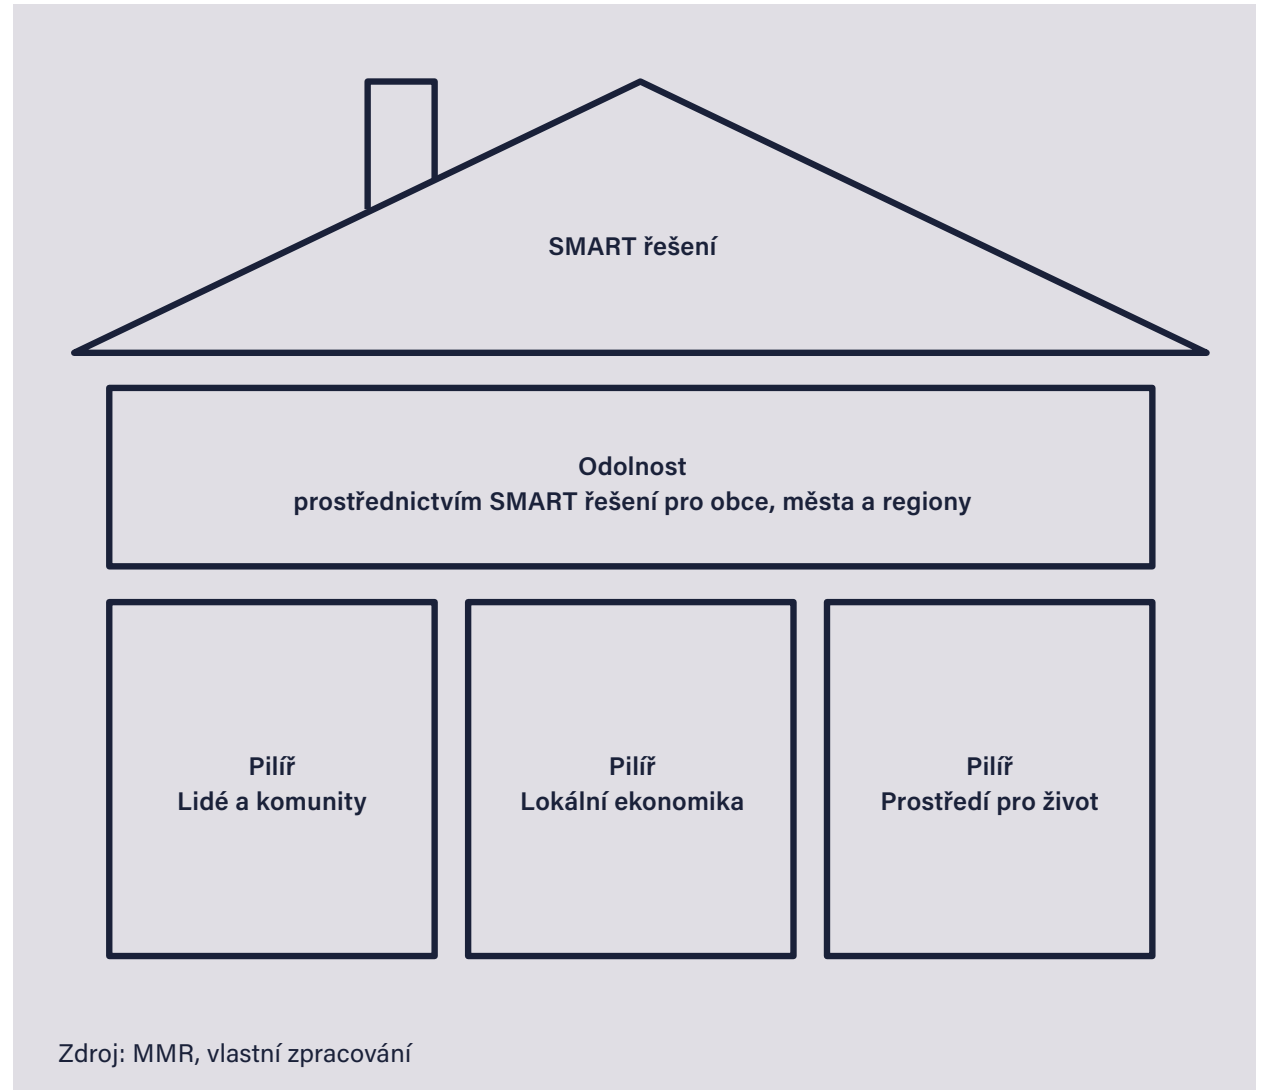 SMART řešení
Odolnost
prostřednictvím SMART řešení pro obce, města a regiony
Pilíř
Lidé a komunity
Pilíř
Lokální ekonomika
Pilíř
Prostředí pro život
Zdroj: MMR, vlastní zpracování